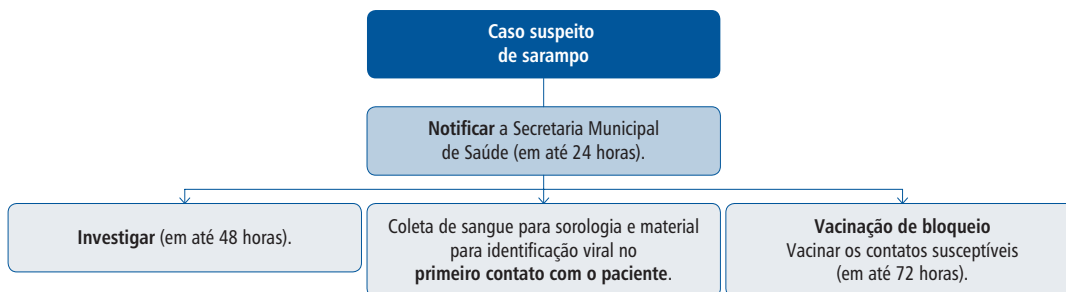 Caso suspeito
de sarampo
Notificar a Secretaria Municipal
de Saúde (em até 24 horas).
Investigar (em até 48 horas).
Coleta de sangue para sorologia e material
para identificação viral no
primeiro contato com o paciente.
Vacinação de bloqueio
Vacinar os contatos susceptíveis
(em até 72 horas).